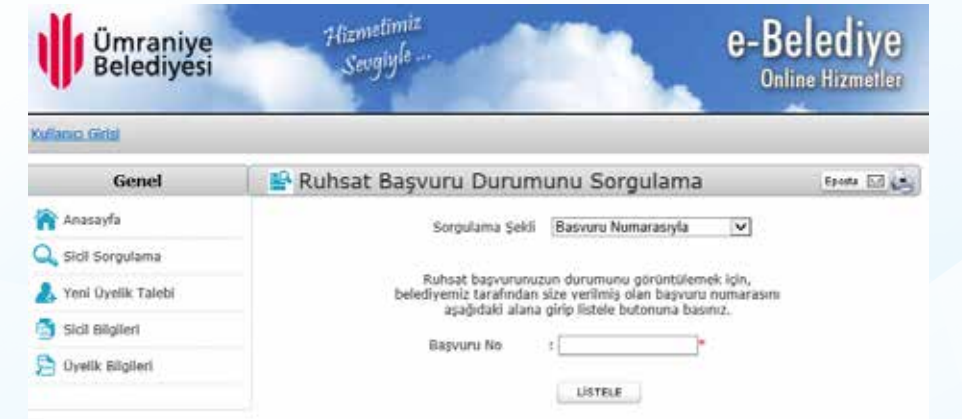 Ümraniye
Belediyesi
Hizmetimiz
Sevgiyle ...
e-Belediye
Online Hizmetler
Kullanıcı Girişi
Genel
Ruhsat Başvuru Durumunu Sorgulama
Eposta
Anasayfa
Sicil Sorgulama
Yeni Üyelik Talebi
Sicil Bilgileri
Üyelik Bilgileri
Sorgulama Şekli Basvuru Numarasıyla
Ruhsat başvurunuzun durumunu görüntülemek için,
belediyemiz tarafından size verilmiş olan başvuru numarasını
aşağıdaki alana girip listele butonuna basınız.
Başvuru No : *
LİSTELE